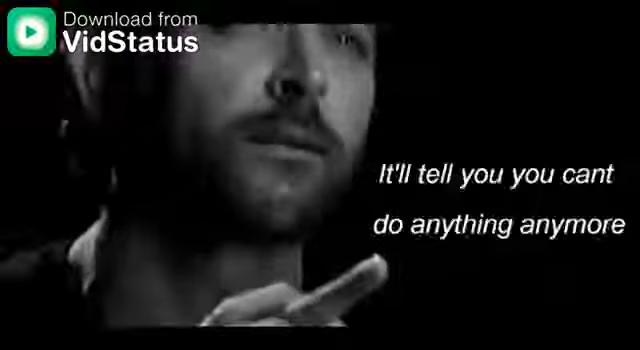 Download from
VidStatus
It'll tell you you cant
do anything anymore